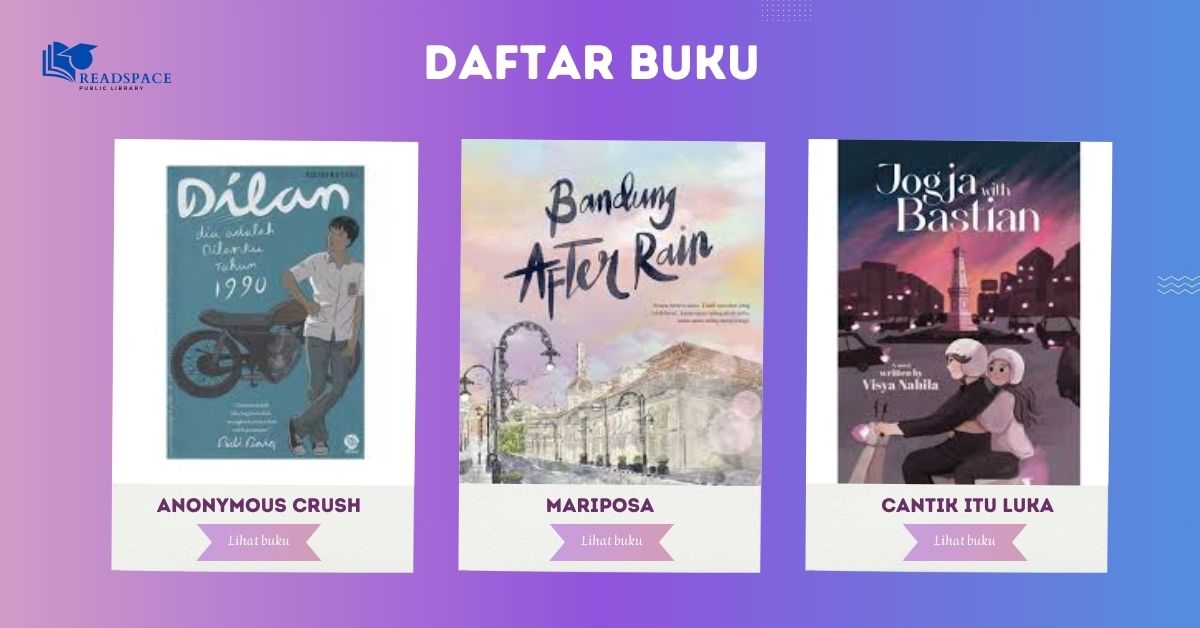 READSPACE
PUBLIC LIBRARY
DAFTAR BUKU
Dilan
dia adalah
Dilanku
Tahun
1990
Pidi Baiq
ANONYMOUS CRUSH
Lihat buku
Bandung
After Rain
MARIPOSA
Lihat buku
Jogja with
Bastian
A novel
written by
Visya Nabila
CANTIK ITU LUKA
Lihat buku